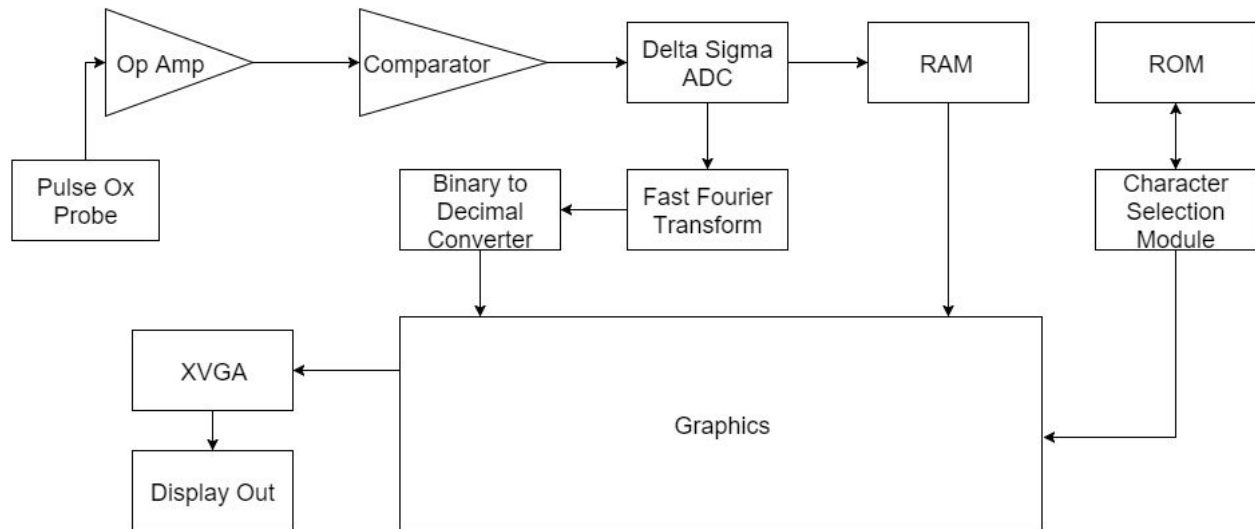 Op Amp
Comparator
Delta Sigma
ADC
RAM
ROM
Pulse Ox
Probe
Binary to
Decimal
Converter
Fast Fourier
Transform
Character
Selection
Module
XVGA
Graphics
Display Out